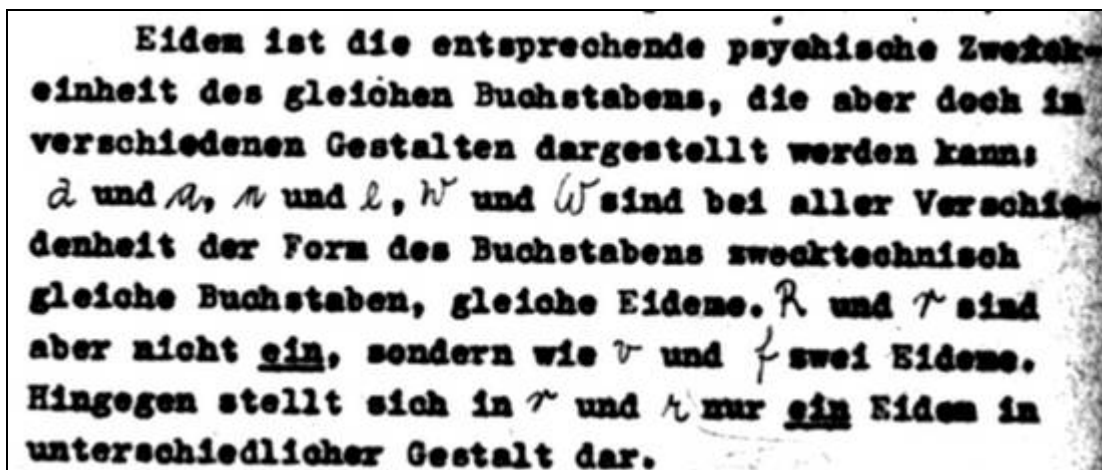 Eidem ist die entsprechende psychische Zweck-
einheit des gleichen Buchstabens, die aber doch in
verschiedenen Gestalten dargestellt werden kann:
a und a, n und l, W und W sind bei aller Verschie-
denheit der Form des Buchstabens zwecktechnisch
gleiche Buchstaben, gleiche Eideme. R und r sind
aber nicht ein, sondern wie v und f zwei Eideme.
Hingegen stellt sich in r und r nur ein Eidem in
unterschiedlicher Gestalt dar.